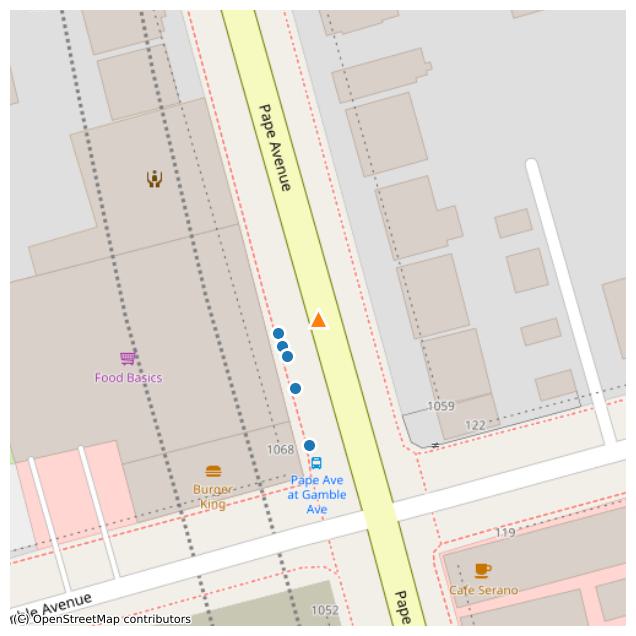 Pape Avenue
Food Basics
1059
122
1068
Pape Ave
at Gamble
Ave
Burger
King
119
Cafe Serano
ble Avenue
1052
Pape
(C) OpenStreetMap contributors